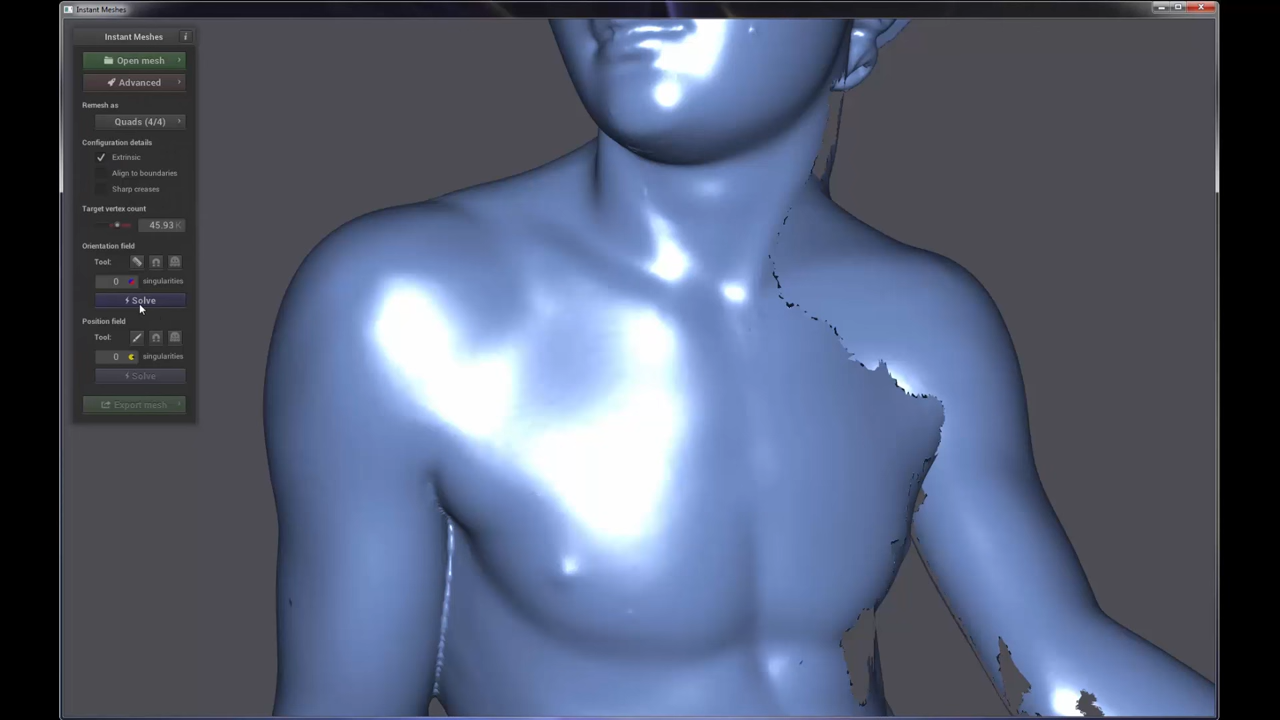 Instant Meshes
Instant Meshes i
Open mesh
Advanced
Remesh as
Quads (4/4)
Configuration details
Extrinsic
Align to boundaries
Sharp creases
Target vertex count
45.93 K
Orientation field
Tool:
0 singularities
Solve
Position field
Tool:
0 singularities
Solve
Export mesh